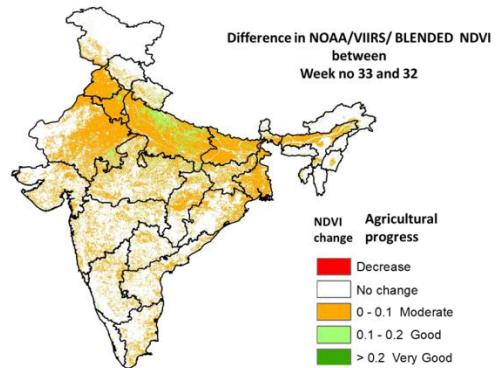 Difference in NOAA/VIIRS/ BLENDED NDVI
between
Week no 33 and 32
NDVI change
Agricultural progress
Decrease
No change
0 - 0.1 Moderate
0.1 - 0.2 Good
> 0.2 Very Good